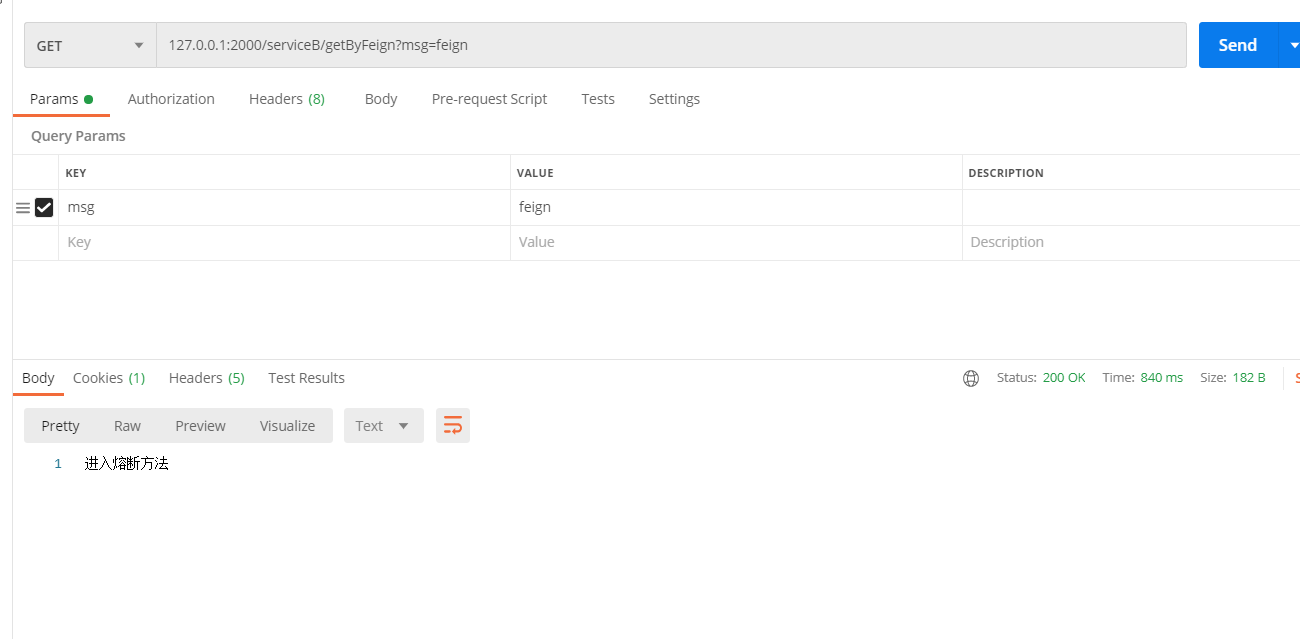 GET 127.0.0.1:2000/serviceB/getByFeign?msg=feign Send
Params Authorization Headers (8) Body Pre-request Script Tests Settings
Query Params
KEY VALUE DESCRIPTION
msg feign
Key Value Description
Body Cookies (1) Headers (5) Test Results Status: 200 OK Time: 840 ms Size: 182 B
Pretty Raw Preview Visualize Text
1 进入熔断方法